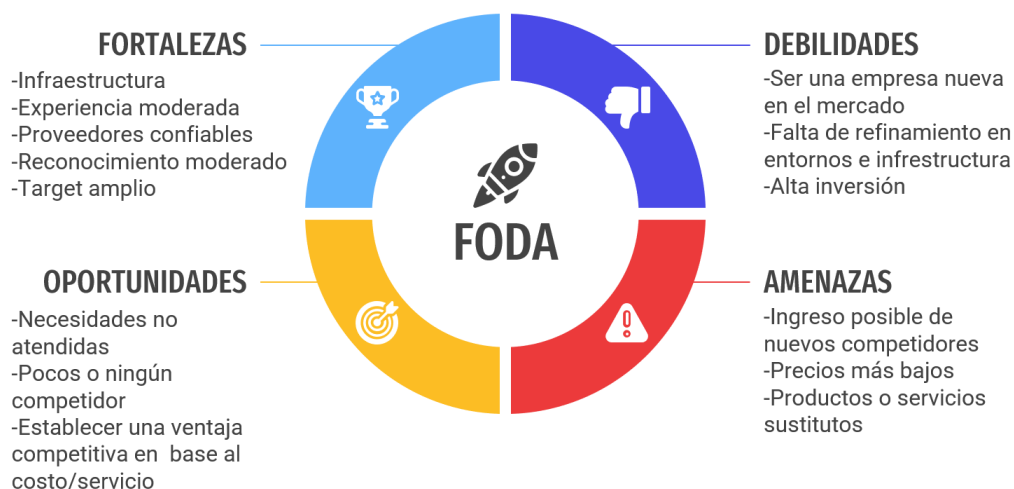 FORTALEZAS
-Infraestructura
-Experiencia moderada
-Proveedores confiables
-Reconocimiento moderado
-Target amplio
DEBILIDADES
-Ser una empresa nueva
en el mercado
-Falta de refinamiento en
entornos e infrestructura
-Alta inversión
FODA
OPORTUNIDADES
-Necesidades no
atendidas
-Pocos o ningún
competidor
-Establecer una ventaja
competitiva en  base al
costo/servicio
AMENAZAS
-Ingreso posible de
nuevos competidores
-Precios más bajos
-Productos o servicios
sustitutos